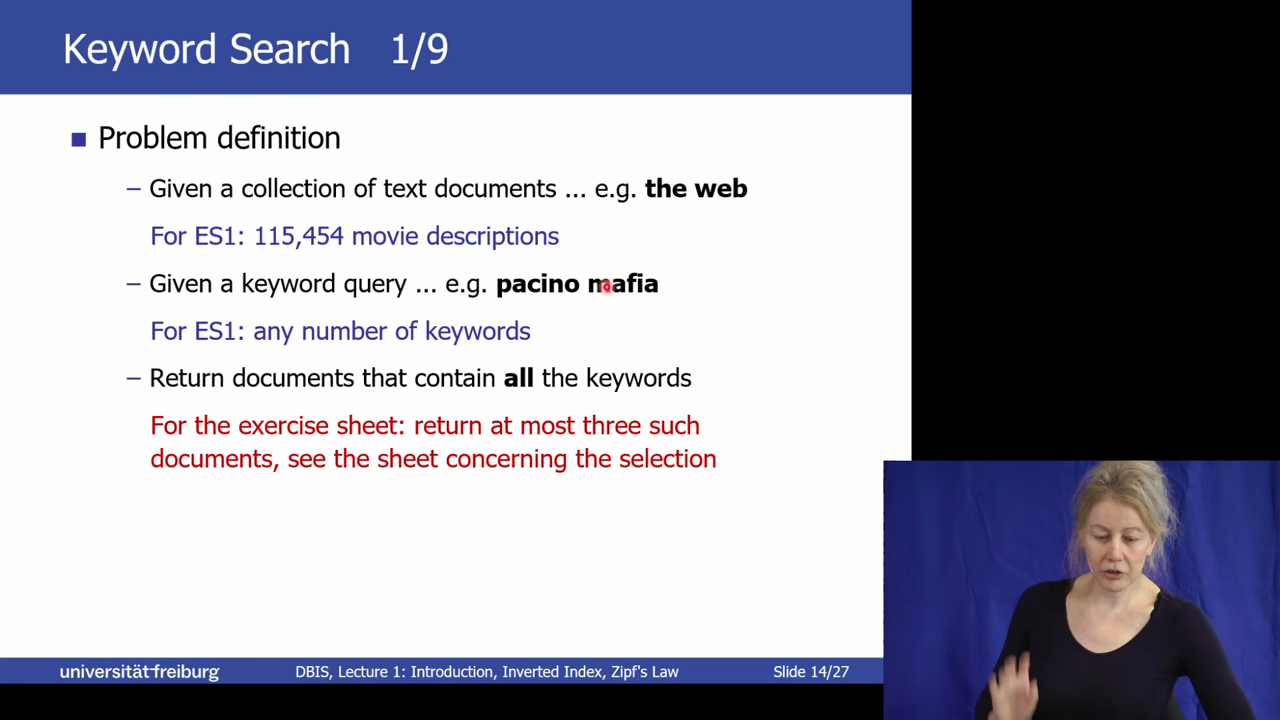 Keyword Search 1/9
■ Problem definition
– Given a collection of text documents ... e.g. the web
For ES1: 115,454 movie descriptions
– Given a keyword query ... e.g. pacino mafia
For ES1: any number of keywords
– Return documents that contain all the keywords
For the exercise sheet: return at most three such
documents, see the sheet concerning the selection
universität freiburg DBIS, Lecture 1: Introduction, Inverted Index, Zipf's Law Slide 14/27